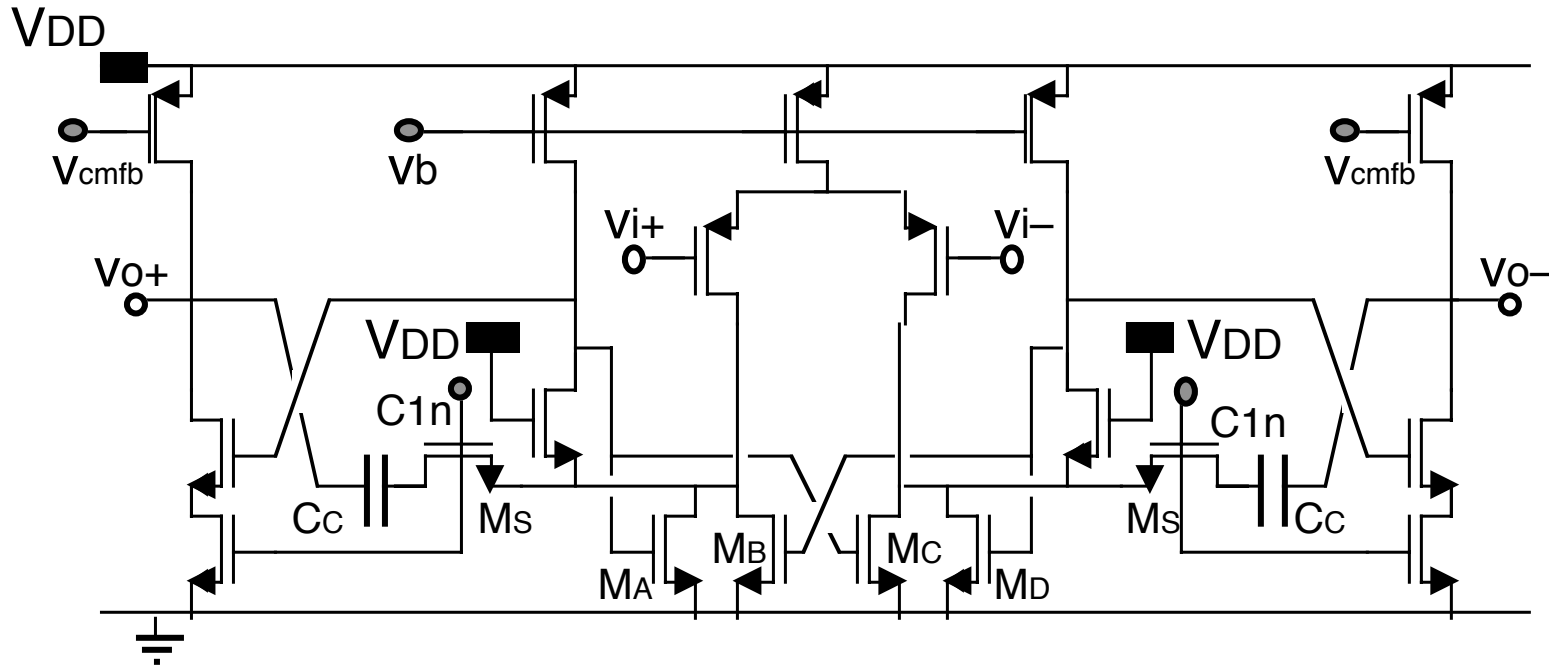 VDD
vcmfb
vb
vcmfb
vi+
vi–
vo+
vo–
VDD
VDD
C1n
C1n
CC
MS
MS
CC
MB
MC
MA
MD